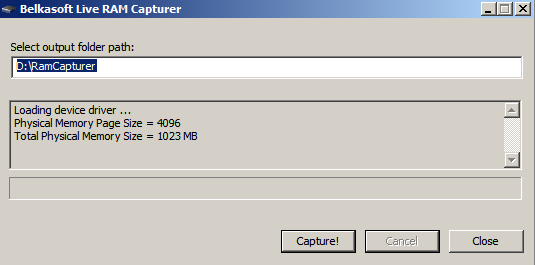 Belkasoft Live RAM Capturer
Select output folder path:
D:\RamCapturer
Loading device driver ...
Physical Memory Page Size = 4096
Total Physical Memory Size = 1023 MB
Capture! Cancel Close